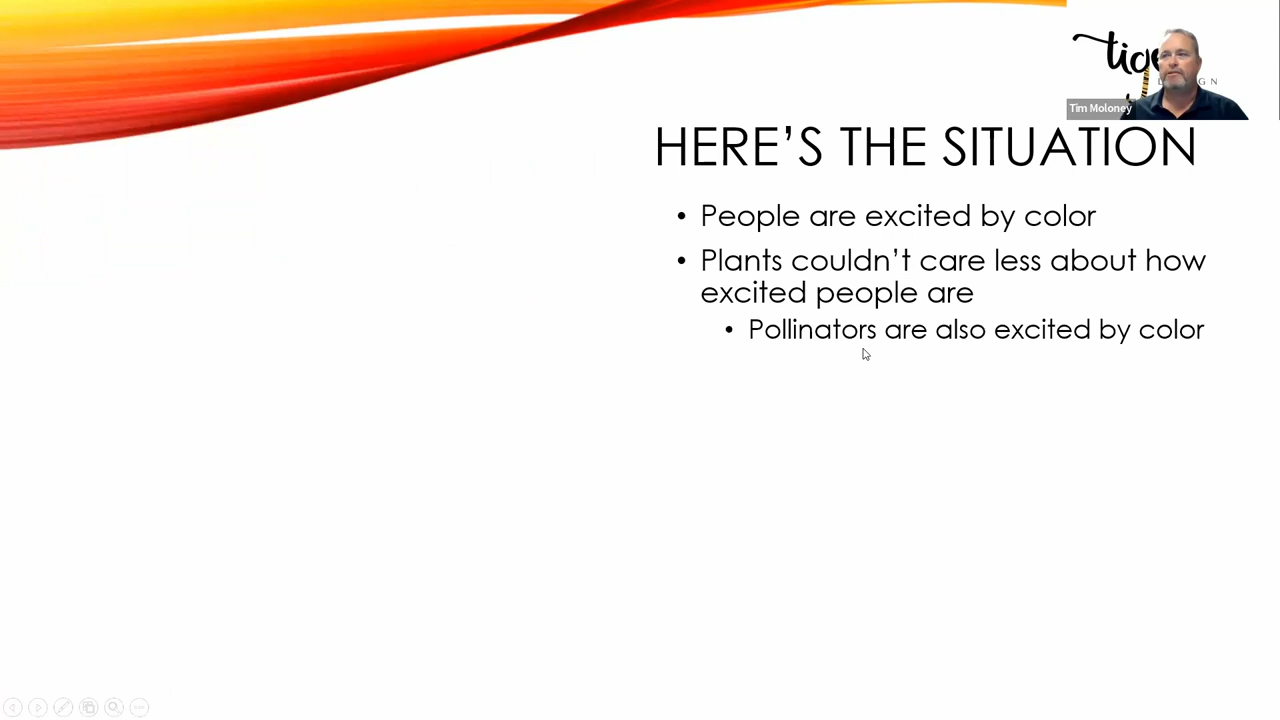 Tim Moloney
HERE'S THE SITUATION
• People are excited by color
• Plants couldn't care less about how
excited people are
• Pollinators are also excited by color